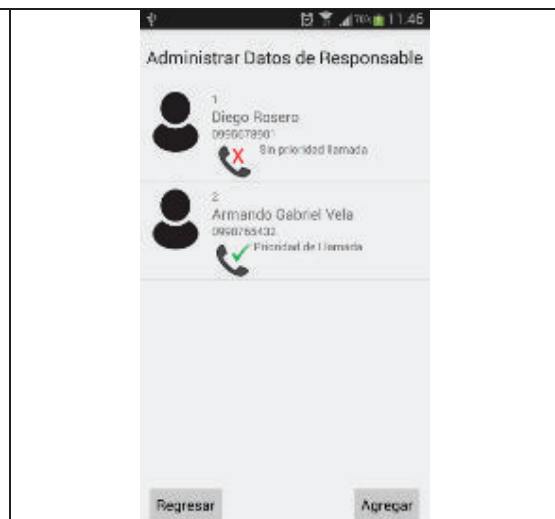 70% 11:46
Administrar Datos de Responsable
1
Diego Rosero
Sin prioridad llamada
2
Armando Gabriel Vela
Prioridad de Llamada
Regresar Agregar